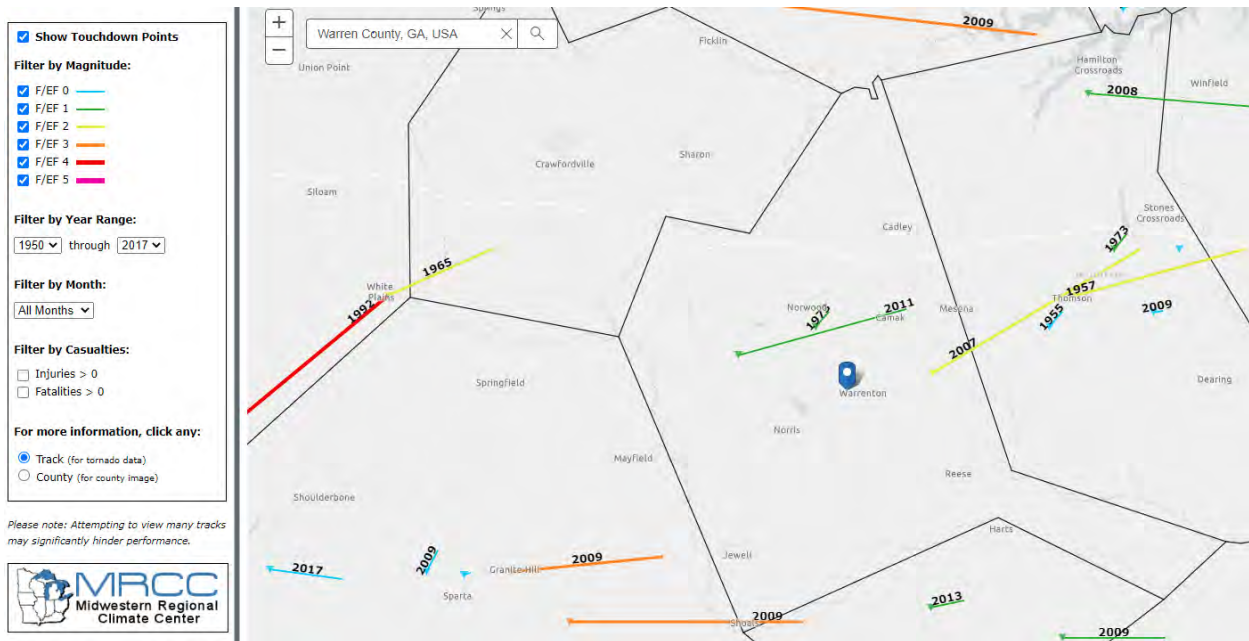 Show Touchdown Points
Filter by Magnitude:
F/EF 0
F/EF 1
F/EF 2
F/EF 3
F/EF 4
F/EF 5
Filter by Year Range:
1950 through 2017
Filter by Month:
All Months
Filter by Casualties:
Injuries > 0
Fatalities > 0
For more information, click any:
Track (for tornado data)
County (for county image)
Please note: Attempting to view many tracks
may significantly hinder performance.
MRCC
Midwestern Regional
Climate Center
+
−
Warren County, GA, USA
Springs
2009
Ficklin
Union Point
Hamilton
Crossroads
Winfield
2008
Crawfordville
Sharon
Siloam
Stones
Crossroads
Cadley
1973
1965
White
Plains
1992
1957
Thomson
Norwood
2011
1973
Camak
Mesena
1955
2009
2007
Springfield
Warrenton
Dearing
Norris
Mayfield
Reese
Shoulderbone
Harts
2009
2009
Jewell
2017
Granite Hill
Sparta
2013
2009
Shoals
2009